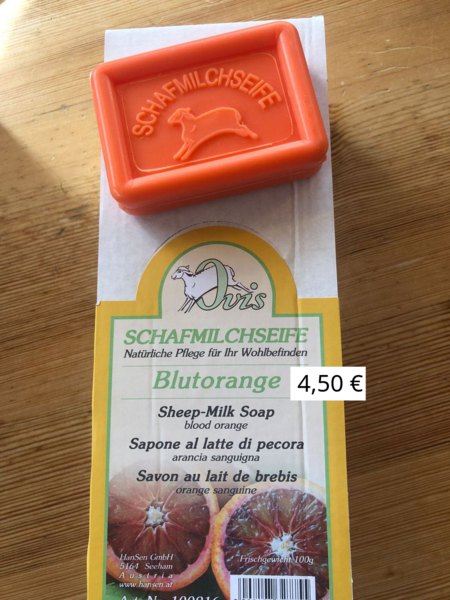 SCHAFMILCHSEIFE
Ovis
SCHAFMILCHSEIFE
Natürliche Pflege für Ihr Wohlbefinden
Blutorange 4,50 €
Sheep-Milk Soap
blood orange
Sapone al latte di pecora
arancia sanguigna
Savon au lait de brebis
orange sanguine
HanSen GmbH
5164 Seeham
Austria
www.hansen.at
Frischgewicht 100g